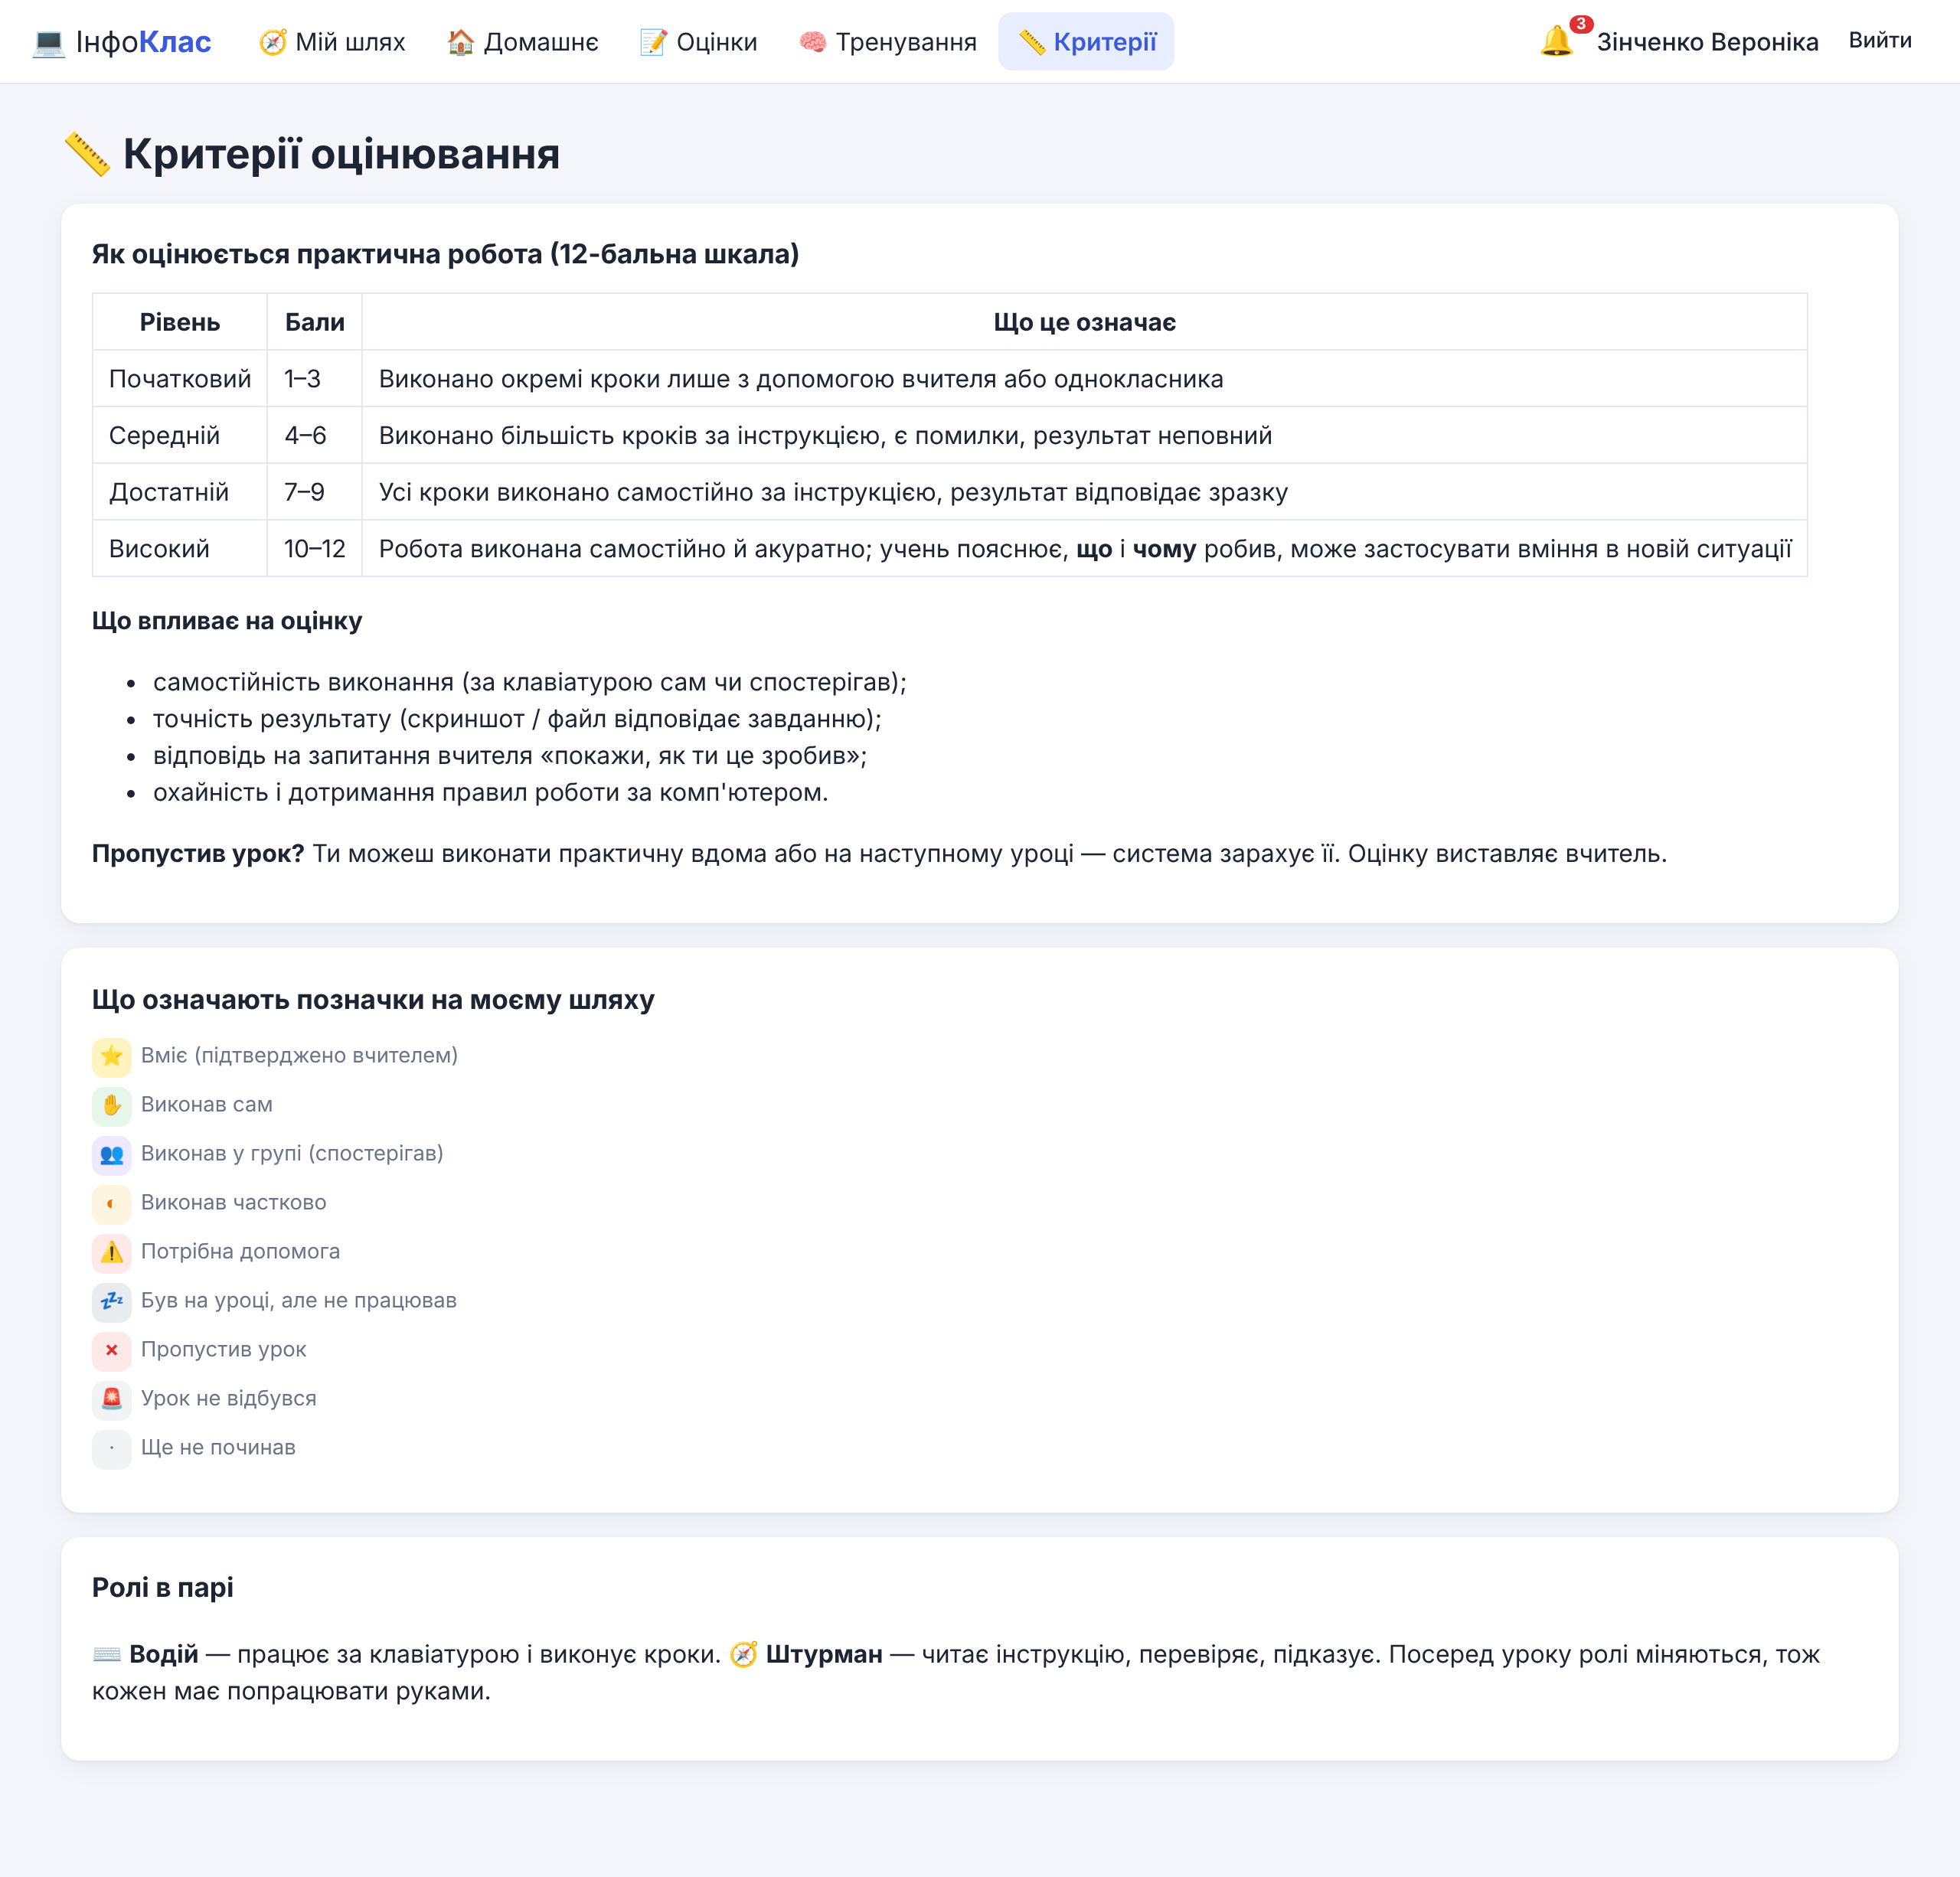 ІнфоКлас Мій шлях Домашнє Оцінки Тренування Критерії 3 Зінченко Вероніка Вийти
Критерії оцінювання
Як оцінюється практична робота (12-бальна шкала)
Рівень Бали Що це означає
Початковий 1–3 Виконано окремі кроки лише з допомогою вчителя або однокласника
Середній 4–6 Виконано більшість кроків за інструкцією, є помилки, результат неповний
Достатній 7–9 Усі кроки виконано самостійно за інструкцією, результат відповідає зразку
Високий 10–12 Робота виконана самостійно й акуратно; учень пояснює, що і чому робив, може застосувати вміння в новій ситуації
Що впливає на оцінку
• самостійність виконання (за клавіатурою сам чи спостерігав);
• точність результату (скриншот / файл відповідає завданню);
• відповідь на запитання вчителя «покажи, як ти це зробив»;
• охайність і дотримання правил роботи за комп'ютером.
Пропустив урок? Ти можеш виконати практичну вдома або на наступному уроці — система зарахує її. Оцінку виставляє вчитель.
Що означають позначки на моєму шляху
Вміє (підтверджено вчителем)
Виконав сам
Виконав у групі (спостерігав)
Виконав частково
Потрібна допомога
Був на уроці, але не працював
Пропустив урок
Урок не відбувся
Ще не починав
Ролі в парі
Водій — працює за клавіатурою і виконує кроки. Штурман — читає інструкцію, перевіряє, підказує. Посеред уроку ролі міняються, тож
кожен має попрацювати руками.